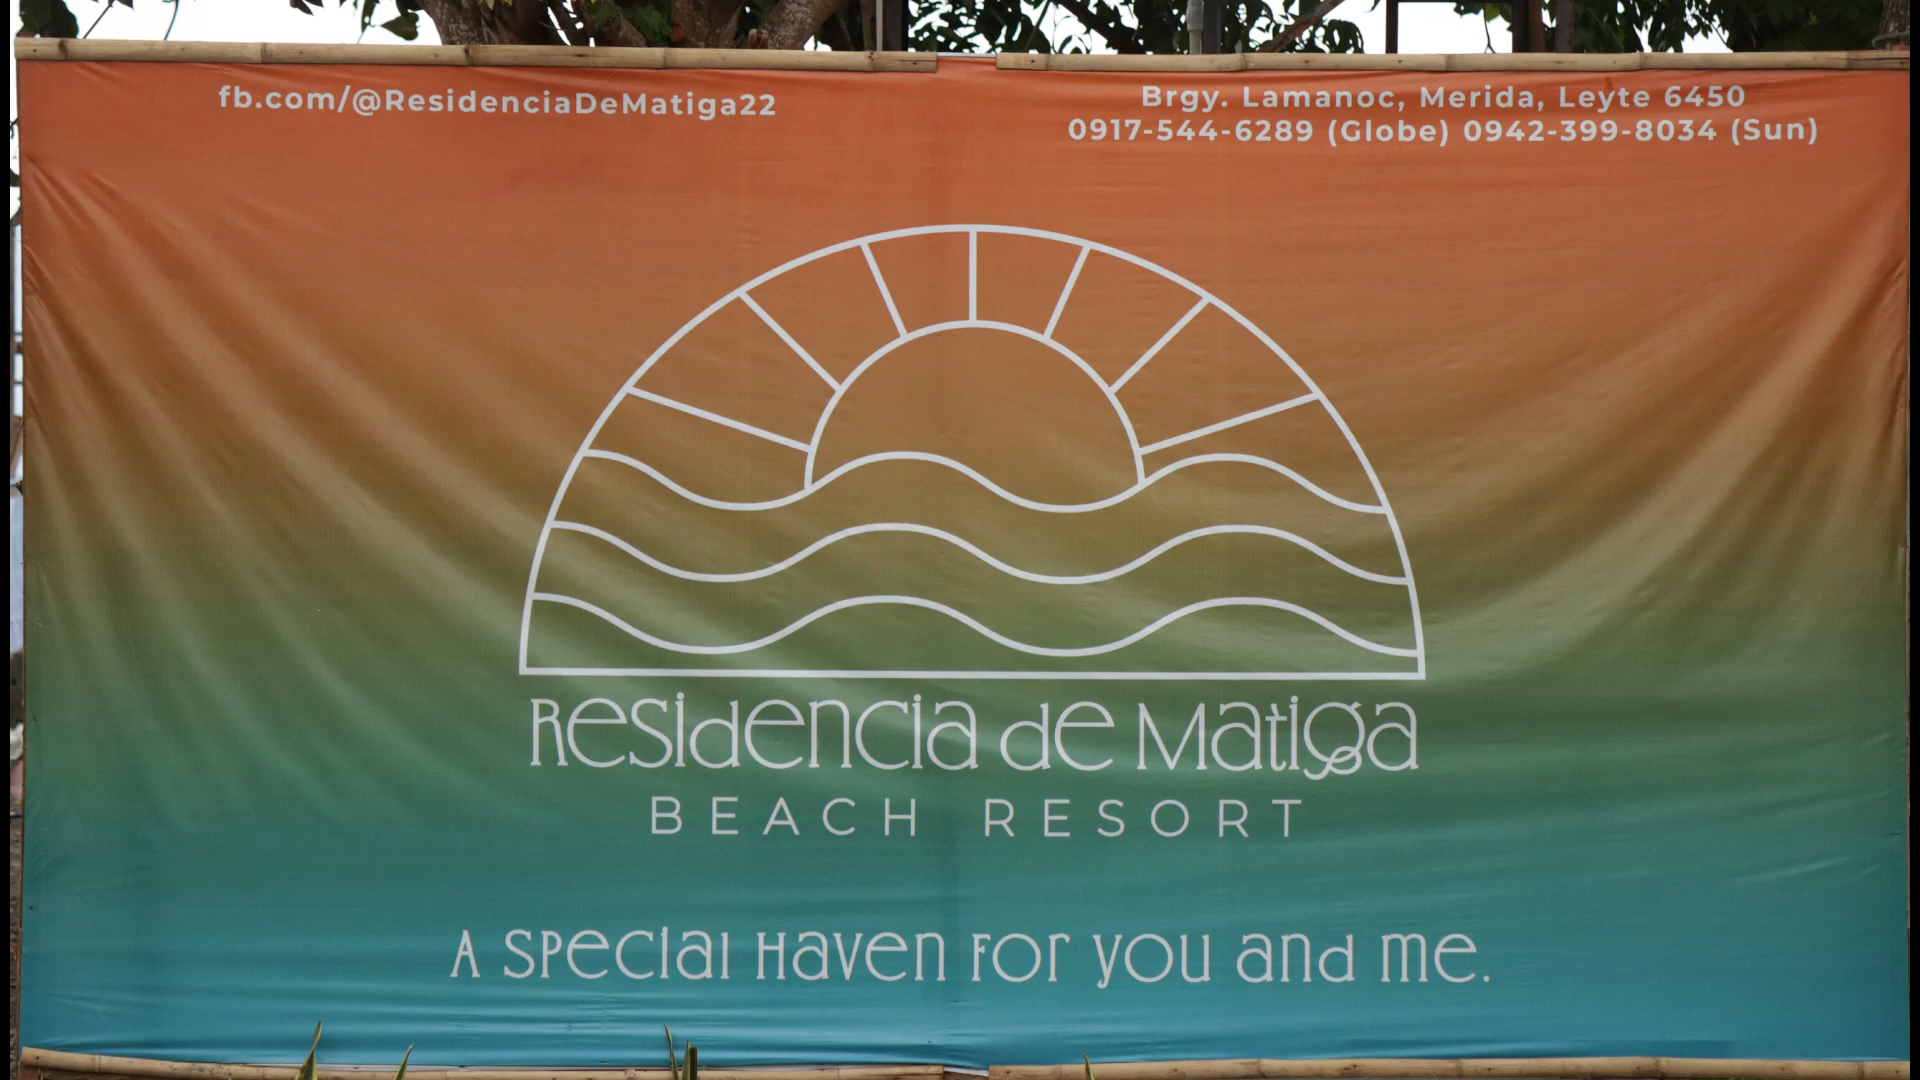 fb.com/@ResidenciaDeMatiga22
Brgy. Lamanoc, Merida, Leyte 6450
0917-544-6289 (Globe) 0942-399-8034 (Sun)
Residencia de Matiga
BEACH RESORT
A Special Haven For you and me.